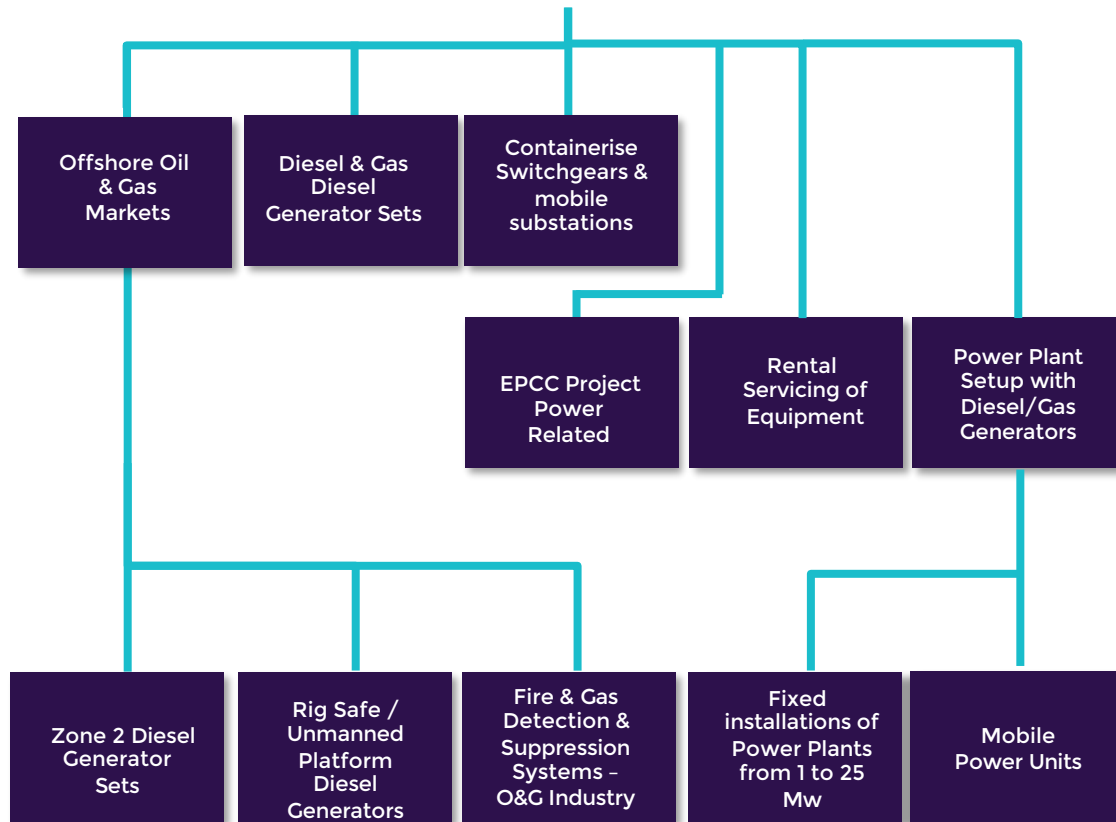 Offshore Oil
& Gas
Markets
Diesel & Gas
Diesel
Generator Sets
Containerise
Switchgears &
mobile
substations
EPCC Project
Power
Related
Rental
Servicing of
Equipment
Power Plant
Setup with
Diesel/Gas
Generators
Zone 2 Diesel
Generator
Sets
Rig Safe /
Unmanned
Platform
Diesel
Generators
Fire & Gas
Detection &
Suppression
Systems –
O&G Industry
Fixed
installations of
Power Plants
from 1 to 25
Mw
Mobile
Power Units